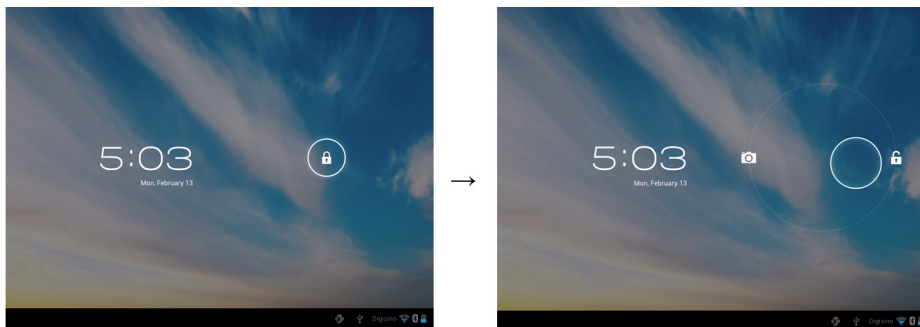 5:03
Mon, February 13
Digisino
→
5:03
Mon, February 13
Digisino